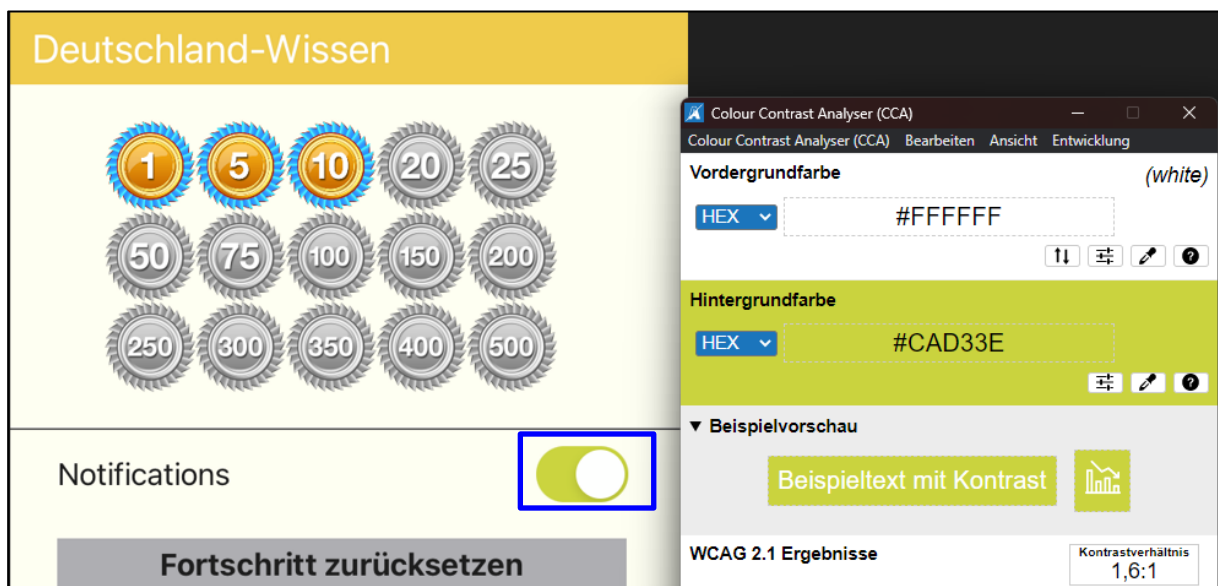 Deutschland-Wissen
1 5 10 20 25
50 75 100 150 200
250 300 350 400 500
Notifications
Fortschritt zurücksetzen
Colour Contrast Analyser (CCA)
Colour Contrast Analyser (CCA) Bearbeiten Ansicht Entwicklung
Vordergrundfarbe (white)
HEX #FFFFFF
Hintergrundfarbe
HEX #CAD33E
Beispielvorschau
Beispieltext mit Kontrast
WCAG 2.1 Ergebnisse
Kontrastverhältnis
1,6:1